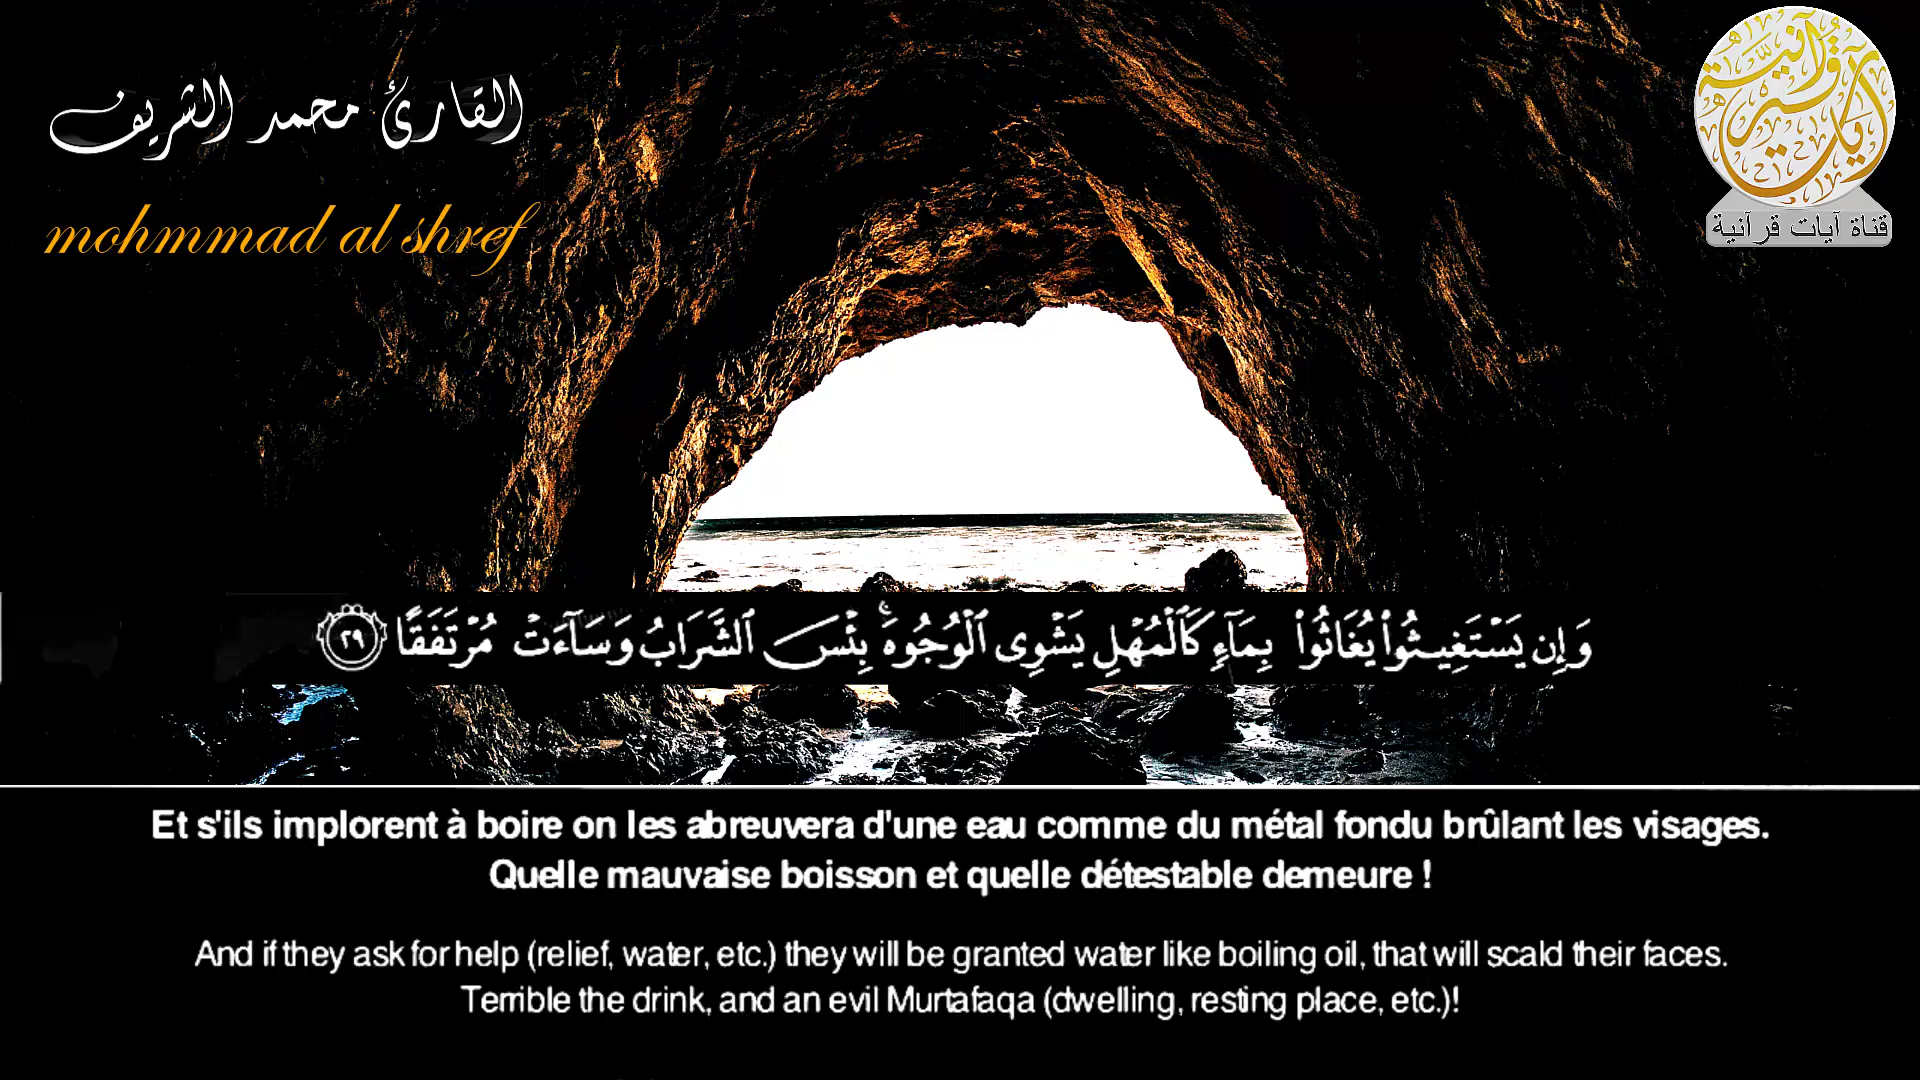 القارئ محمد الشريف
mohmmad al shref
آيات قرآنية
قناة آيات قرآنية
وَإِن يَسْتَغِيثُوا۟ يُغَاثُوا۟ بِمَآءٍ كَٱلْمُهْلِ يَشْوِى ٱلْوُجُوهَ ۚ بِئْسَ ٱلشَّرَابُ وَسَآءَتْ مُرْتَفَقًا ٢٩
Et s'ils implorent à boire on les abreuvera d'une eau comme du métal fondu brûlant les visages.
Quelle mauvaise boisson et quelle détestable demeure !
And if they ask for help (relief, water, etc.) they will be granted water like boiling oil, that will scald their faces.
Terrible the drink, and an evil Murtafaqa (dwelling, resting place, etc.)!